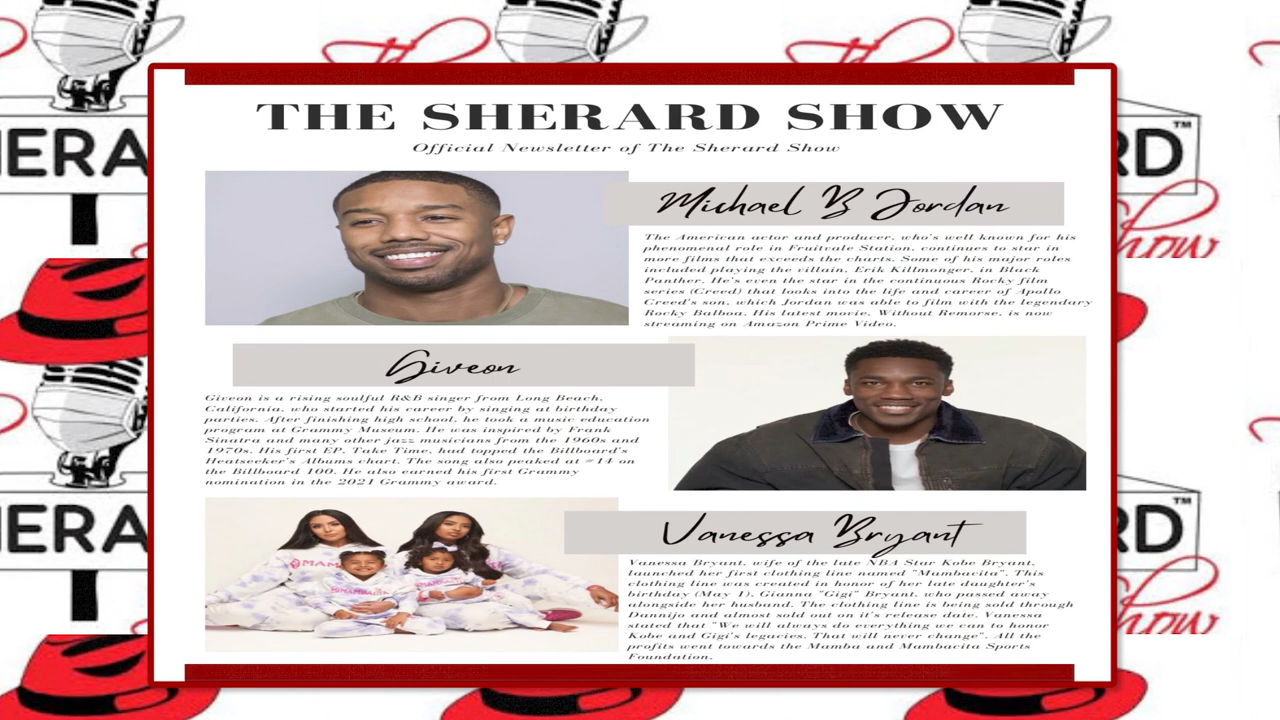 THE SHERARD SHOW
Official Newsletter of The Sherard Show
Michael B Jordan
The American actor and producer, who's well known for his
phenomenal role in Fruitvale Station, continues to star in
more films that exceeds the charts. Some of his major roles
included playing the villain, Erik Killmonger, in Black
Panther. He's even the star in the continuous Rocky film
series (Creed) that looks into the life and career of Apollo
Creed's son, which Jordan was able to film with the legendary
Rocky Balboa. His latest movie, Without Remorse, is now
streaming on Amazon Prime Video.
Giveon
Giveon is a rising soulful R&B singer from Long Beach,
California, who started his career by singing at birthday
parties. After finishing high school, he took a music education
program at Grammy Museum. He was inspired by Frank
Sinatra and many other jazz musicians from the 1960s and
1970s. His first EP, Take Time, had topped the Billboard's
Heatseeker's Albums chart. The song also peaked at #14 on
the Billboard 100. He also earned his first Grammy
nomination in the 2021 Grammy award.
MAM
Vanessa Bryant
Vanessa Bryant, wife of the late NBA Star Kobe Bryant,
launched her first clothing line named "Mambacita". This
clothing line was created in honor of her late daughter's
birthday (May 1), Gianna "Gigi" Bryant, who passed away
alongside her husband. The clothing line is being sold through
Dannijo and almost sold out on it's release date. Vanessa
stated that "We will always do everything we can to honor
Kobe and Gigi's legacies. That will never change". All the
profits went towards the Mamba and Mambacita Sports
Foundation.
HERA
RD™
Show
HERA
RD™
Show